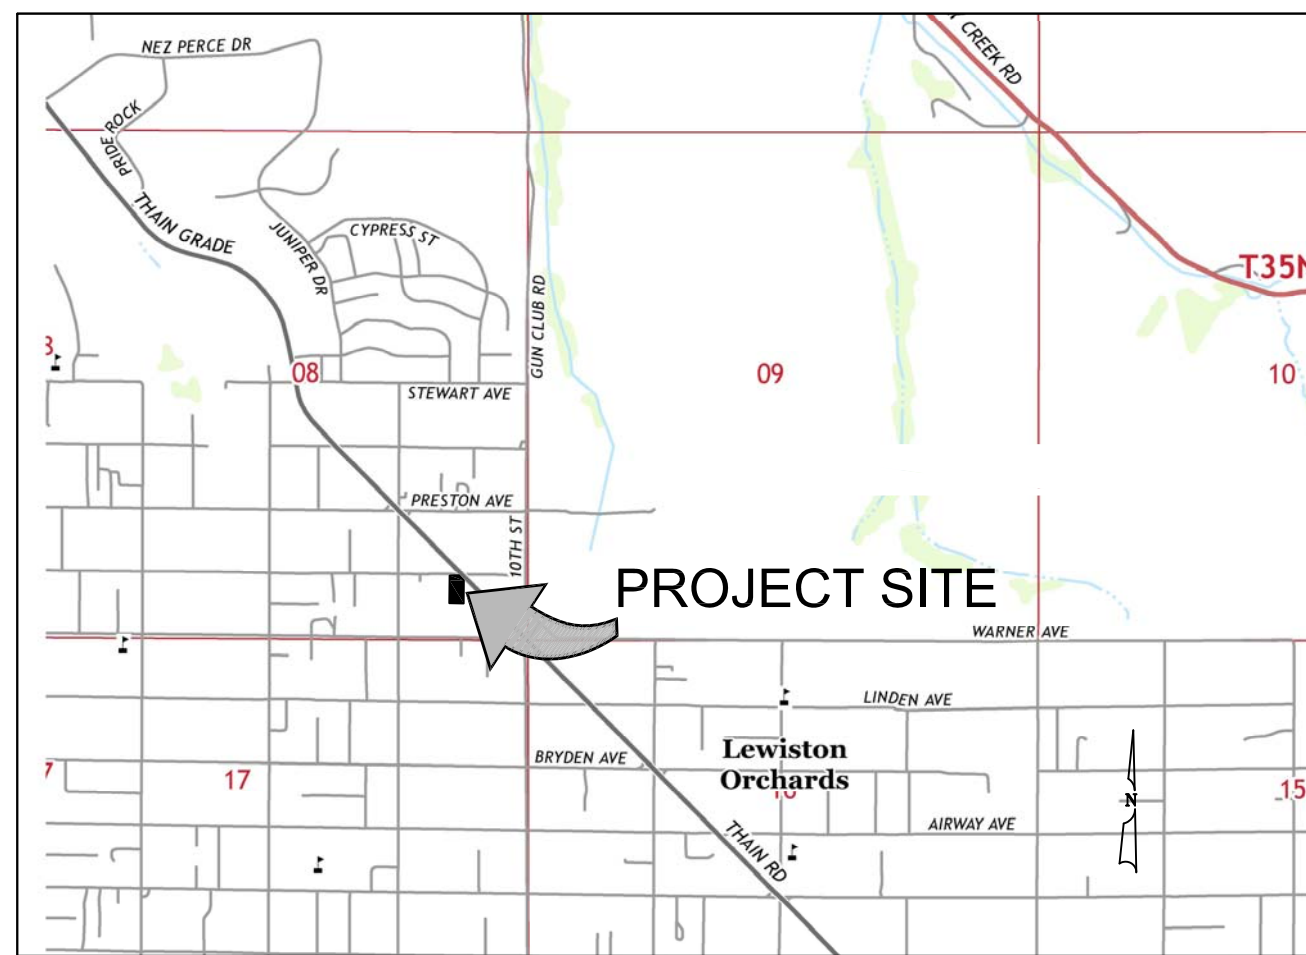 NEZ PERCE DR
CREEK RD
PRIDE ROCK
THAIN GRADE
JUNIPER DR
CYPRESS ST
GUN CLUB RD
T35N
08
09
10
STEWART AVE
PRESTON AVE
10TH ST
PROJECT SITE
WARNER AVE
LINDEN AVE
BRYDEN AVE
Lewiston
Orchards
17
15
N
AIRWAY AVE
THAIN RD